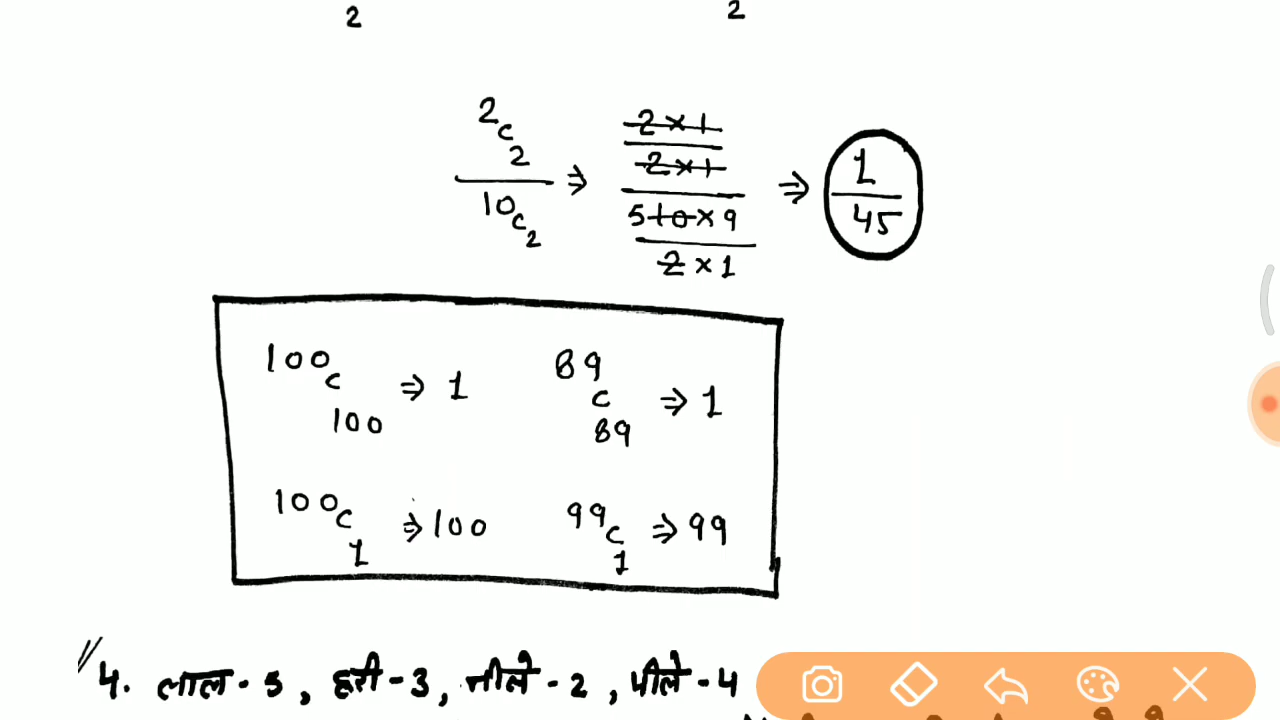 2 2
2c2 / 10c2 ⇒ (2 × 1 / 2 × 1) / (5 10 × 9 / 2 × 1) ⇒ 1/45
100c100 ⇒ 1 89c89 ⇒ 1
100c1 ⇒ 100 99c1 ⇒ 99
4. लाल - 5, हरी - 3, नीले - 2, पीले - 4